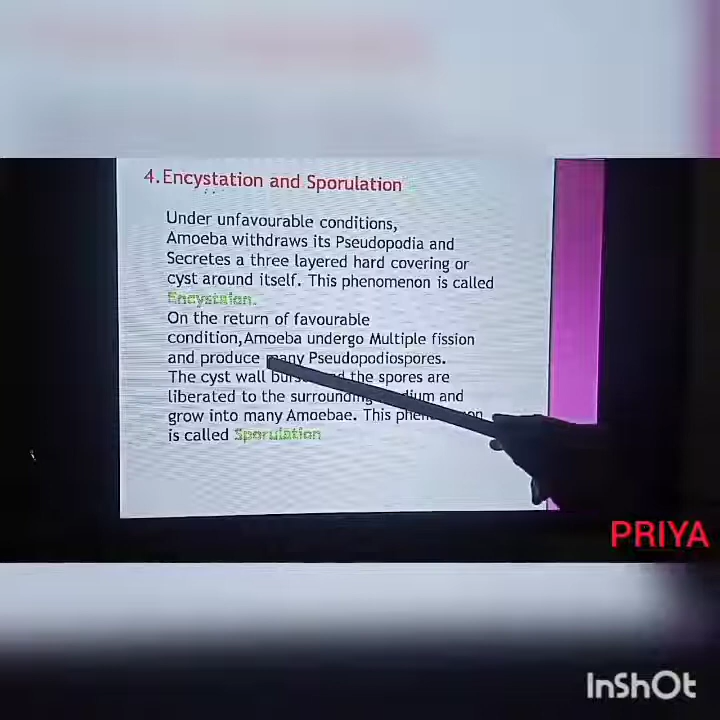 4. Encystation and Sporulation
Under unfavourable conditions,
Amoeba withdraws its Pseudopodia and
Secretes a three layered hard covering or
cyst around itself. This phenomenon is called
Encystaion.
On the return of favourable
condition,Amoeba undergo Multiple fission
and produce many Pseudopodiospores.
The cyst wall the spores are
liberated to the surrounding and
grow into many Amoebae. This
is called Sporulation
PRIYA
InShOt